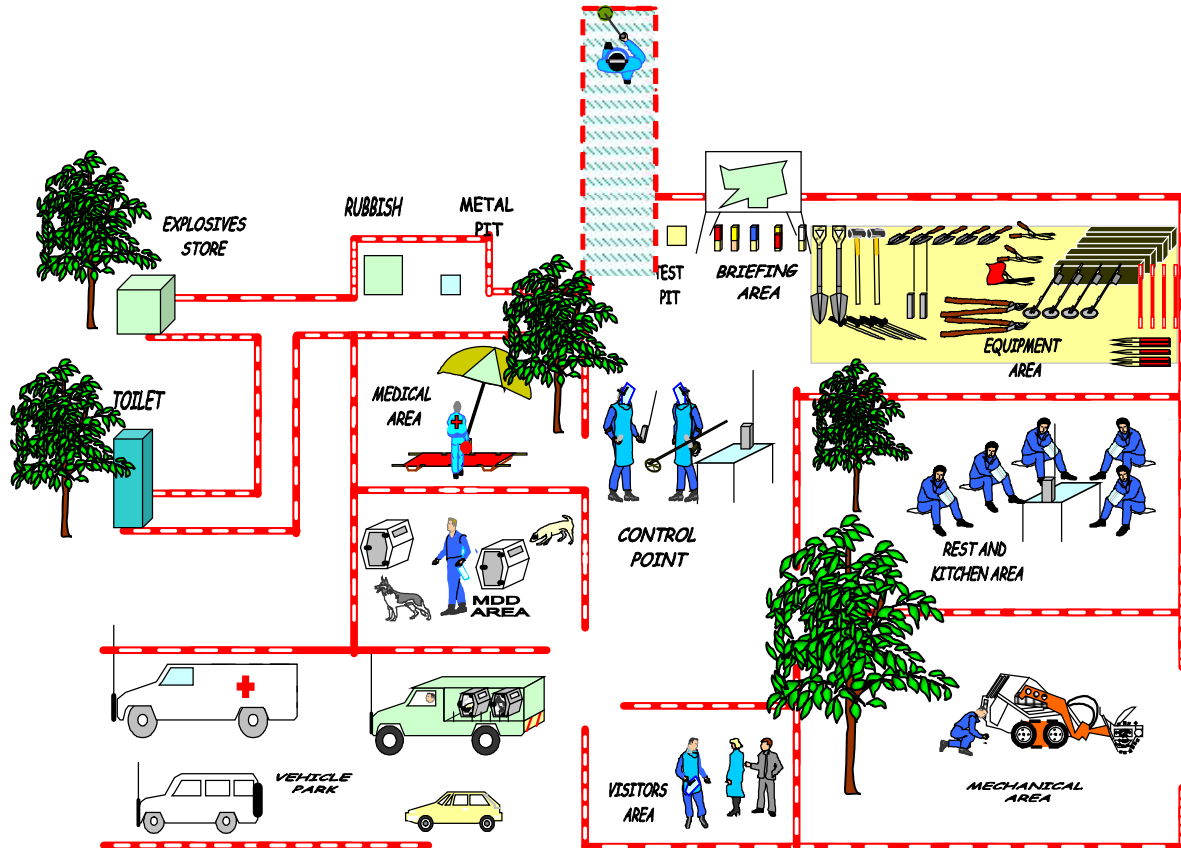 EXPLOSIVES
STORE
RUBBISH
METAL
PIT
TEST
PIT
BRIEFING
AREA
EQUIPMENT
AREA
TOILET
MEDICAL
AREA
CONTROL
POINT
REST AND
KITCHEN AREA
MDD
AREA
VEHICLE
PARK
VISITORS
AREA
MECHANICAL
AREA